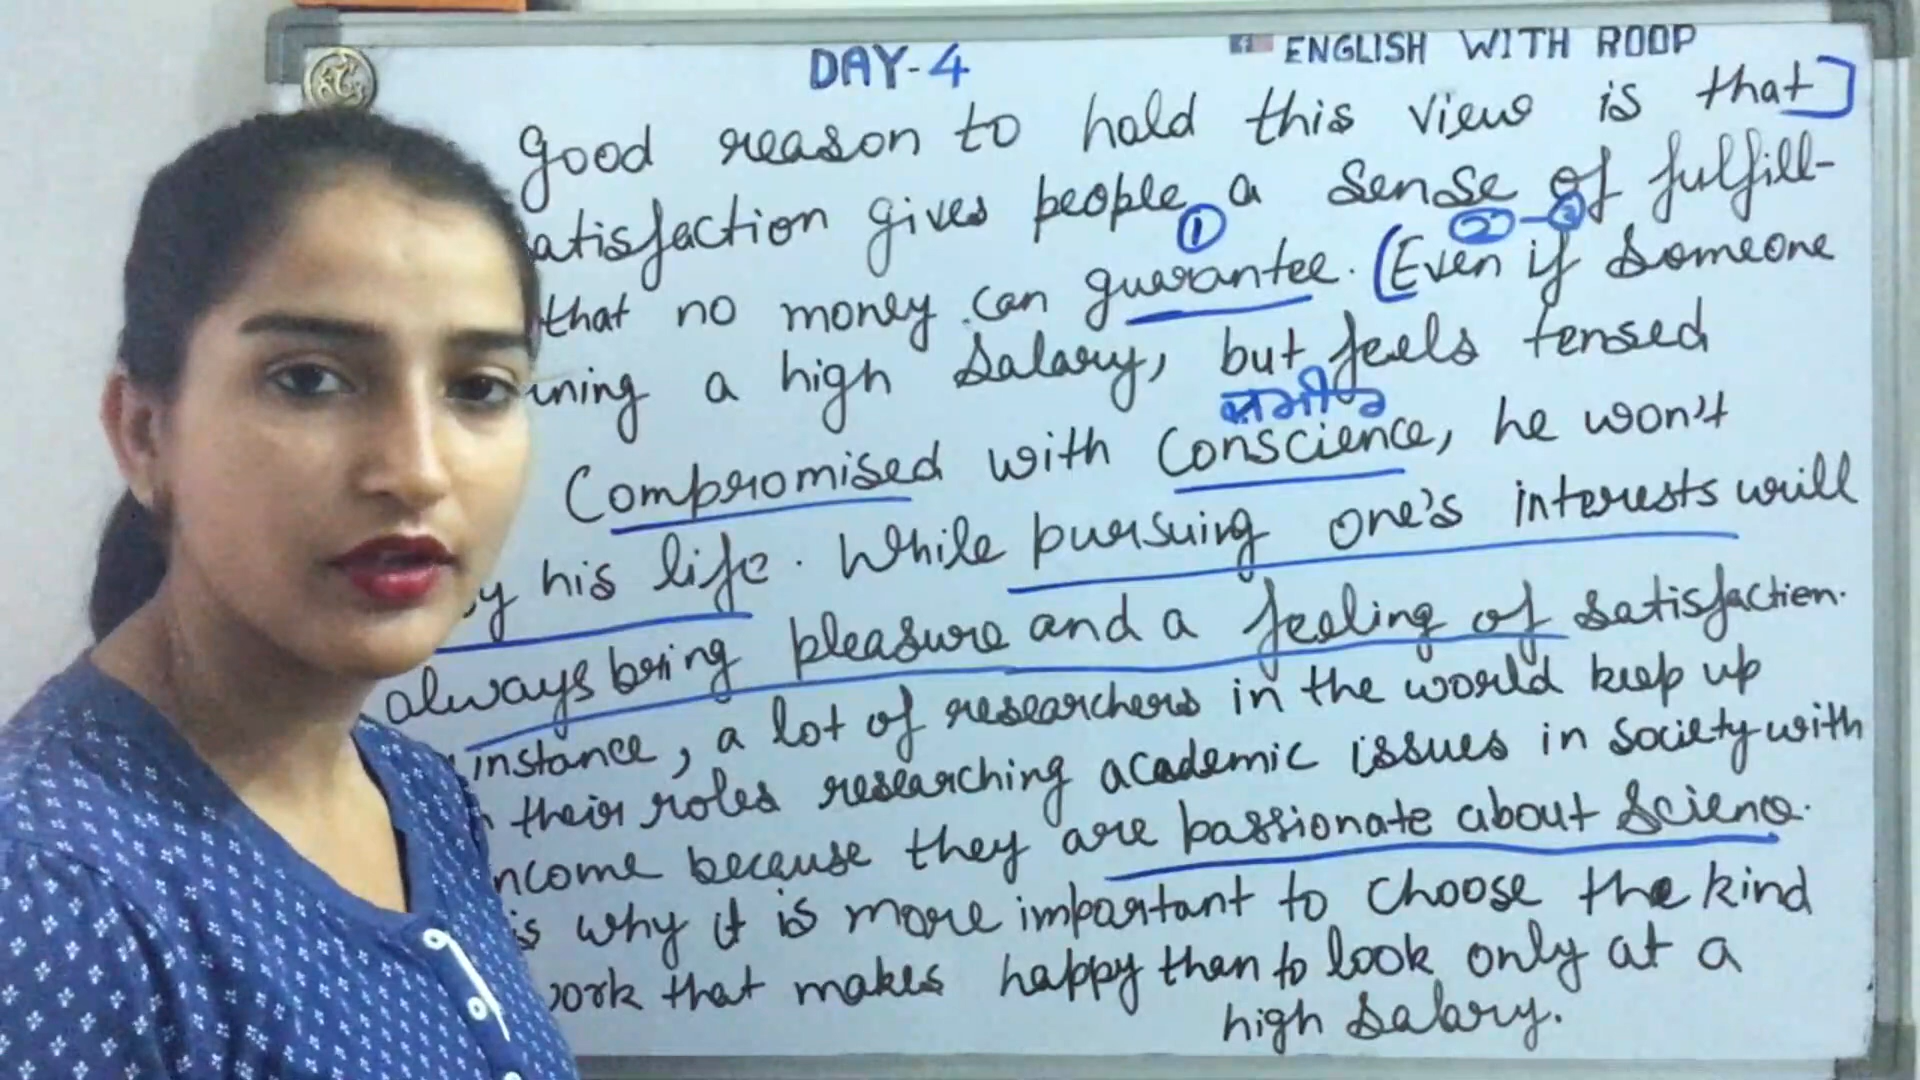 DAY-4
ENGLISH WITH ROOP
good reason to hold this view is that]
atisfaction gives people a sense of fulfill-
① ② - ③
that no money can guarantee. (Even if someone
ning a high salary, but feels tensed
Compromised with Conscience, he won't
y his life. While pursuing one's interests will
always bring pleasure and a feeling of satisfaction.
instance, a lot of researchers in the world keep up
their roles researching academic issues in society with
ncome because they are passionate about Science.
is why it is more important to choose the kind
work that makes happy than to look only at a
high salary.